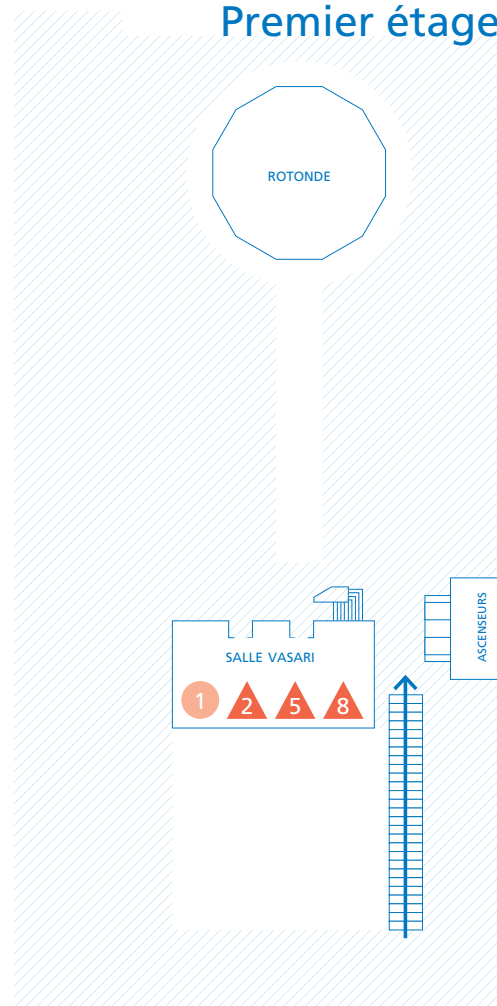 Premier étage
ROTONDE
ASCENSEURS
SALLE VASARI
1 2 5 8